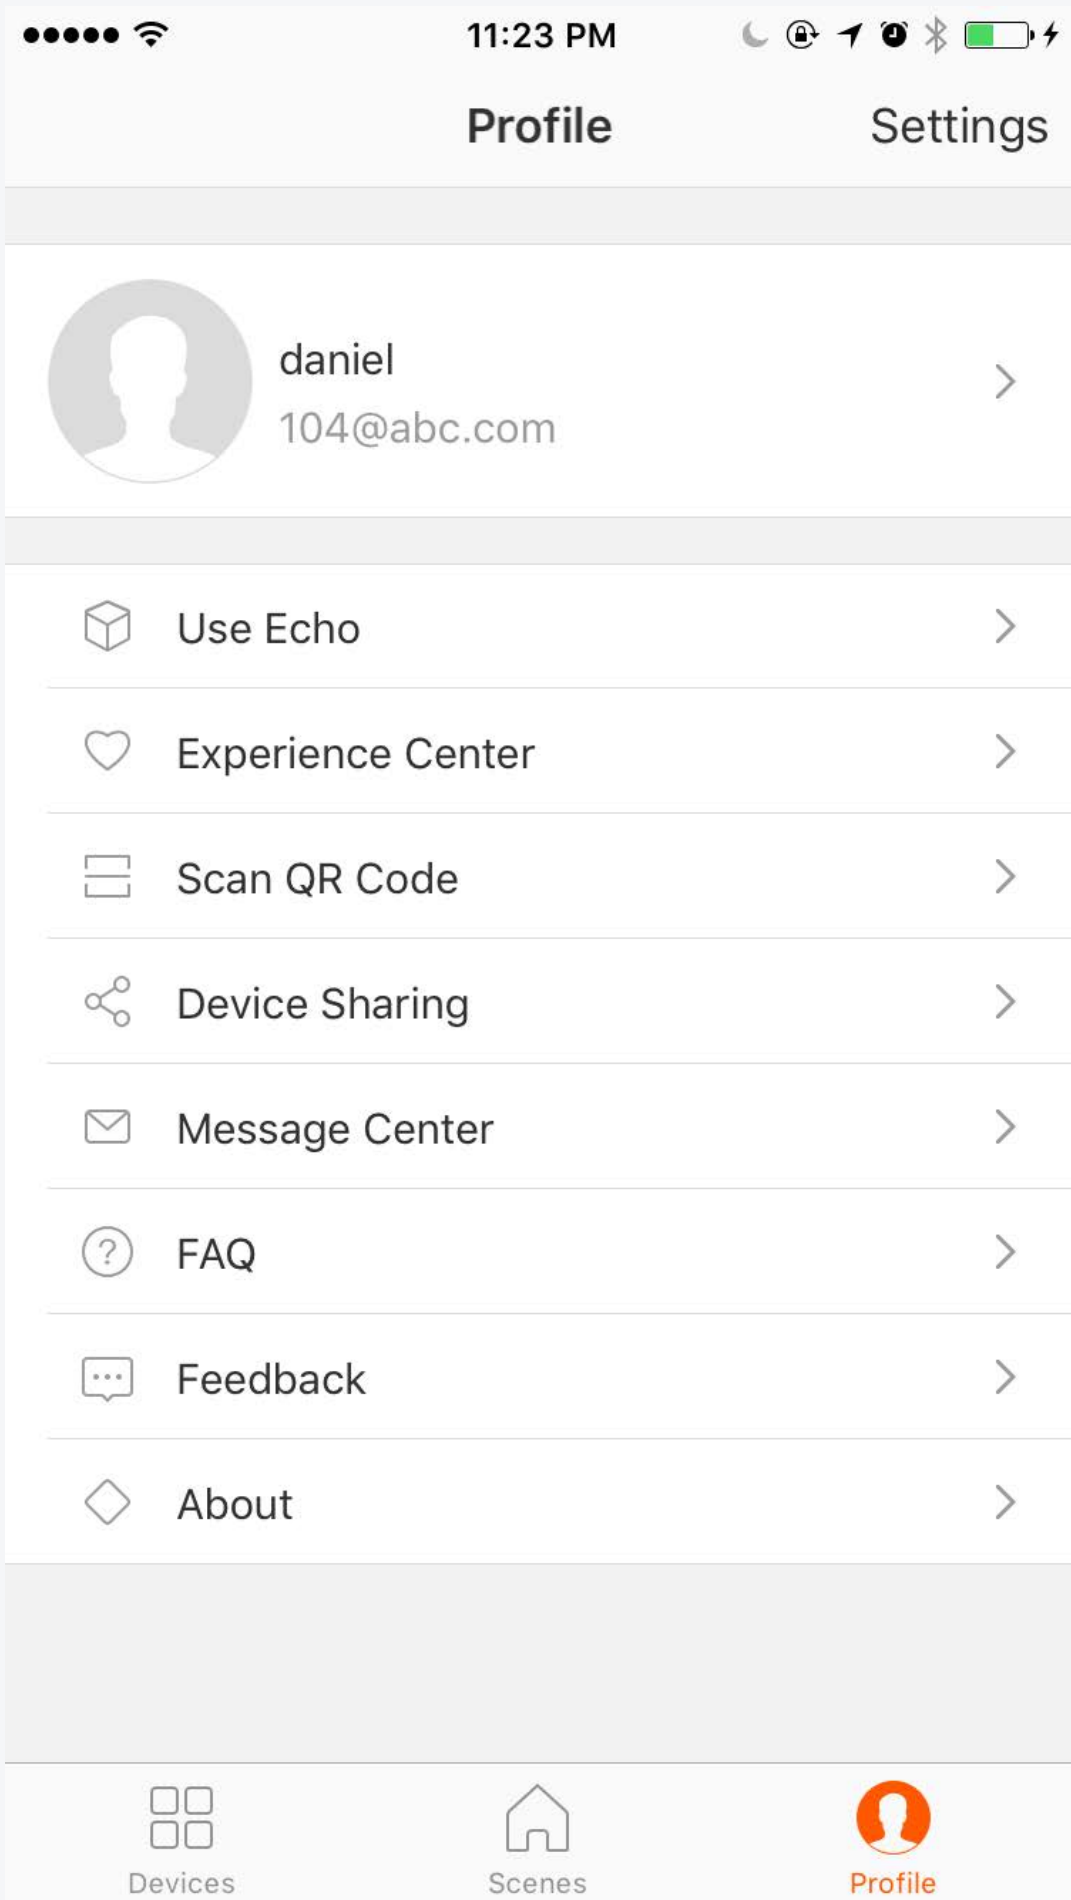 11:23 PM
Profile
Settings
daniel
104@abc.com
Use Echo
Experience Center
Scan QR Code
Device Sharing
Message Center
FAQ
Feedback
About
Devices
Scenes
Profile